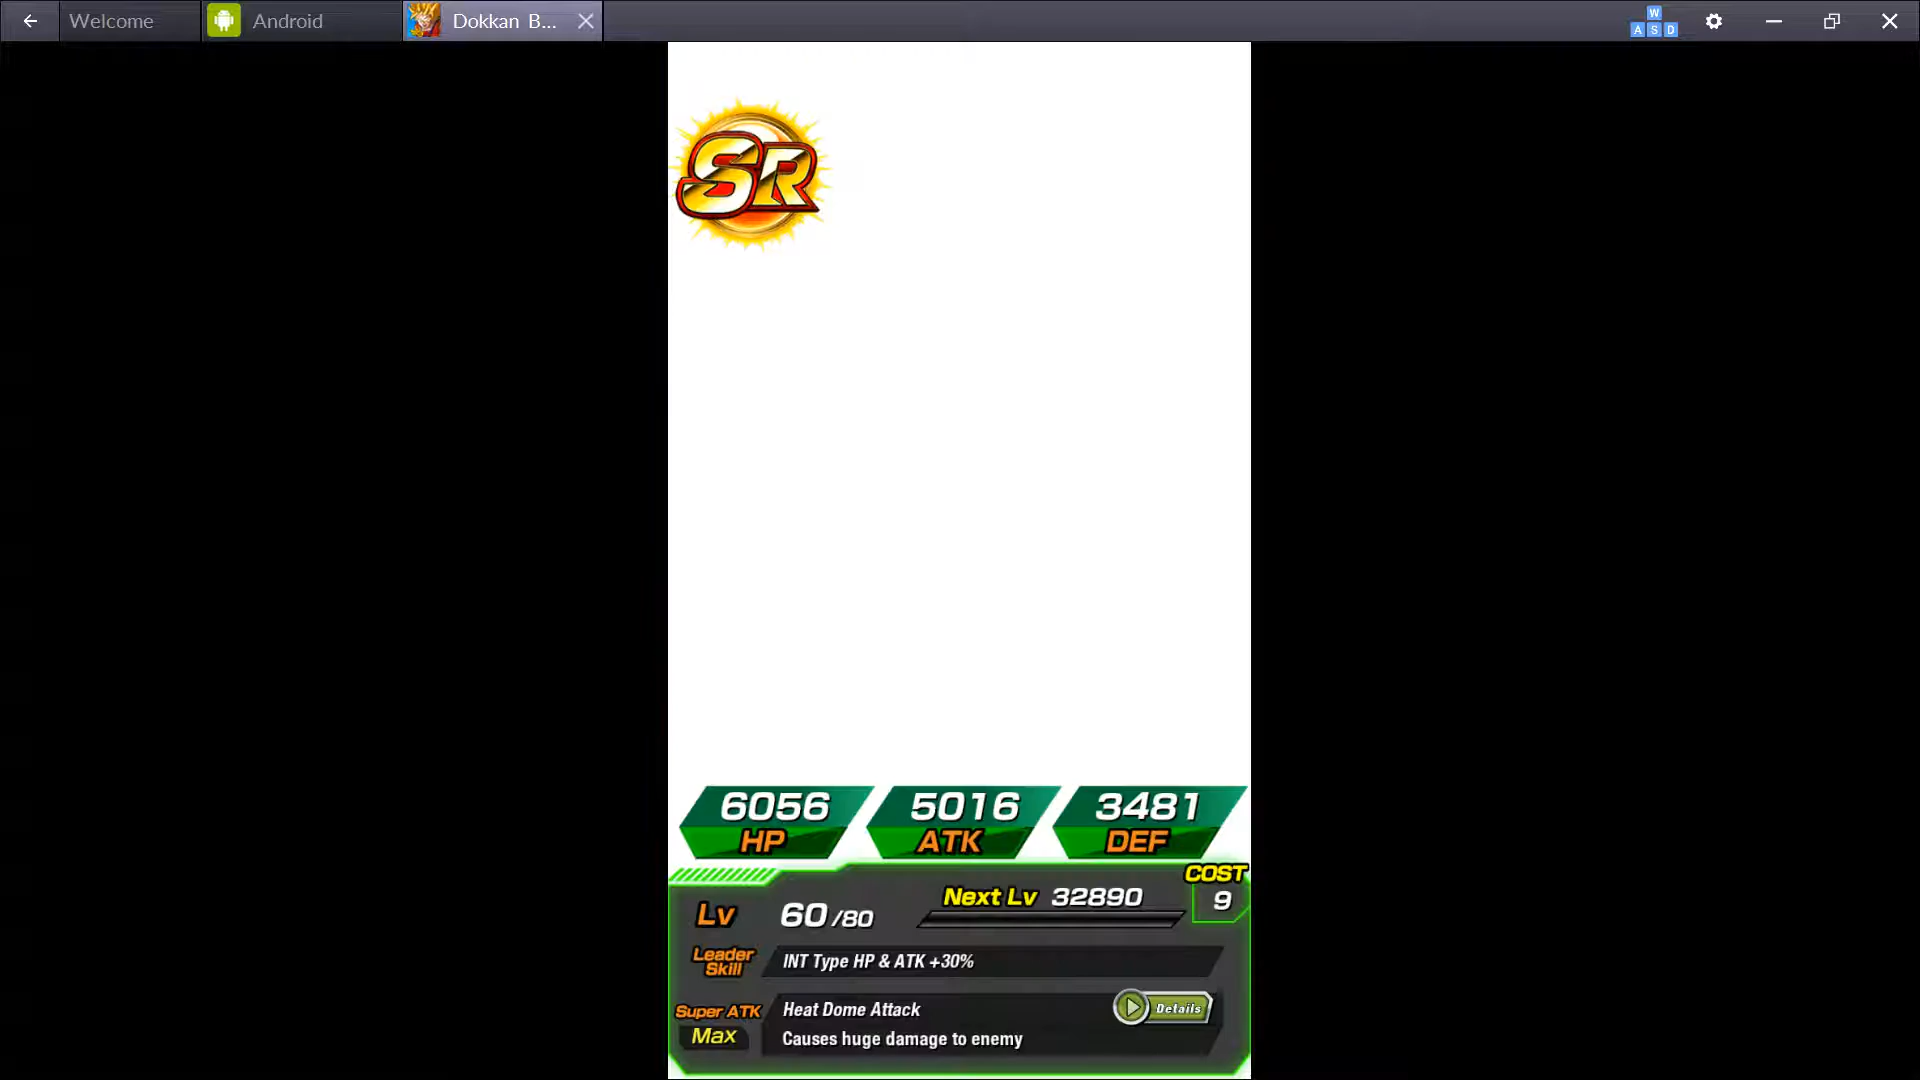 Welcome
Android
Dokkan B...
W
A S D
SR
6056 HP
5016 ATK
3481 DEF
COST
9
Next Lv 32890
Lv 60/80
Leader Skill
INT Type HP & ATK +30%
Super ATK
Max
Heat Dome Attack
Details
Causes huge damage to enemy